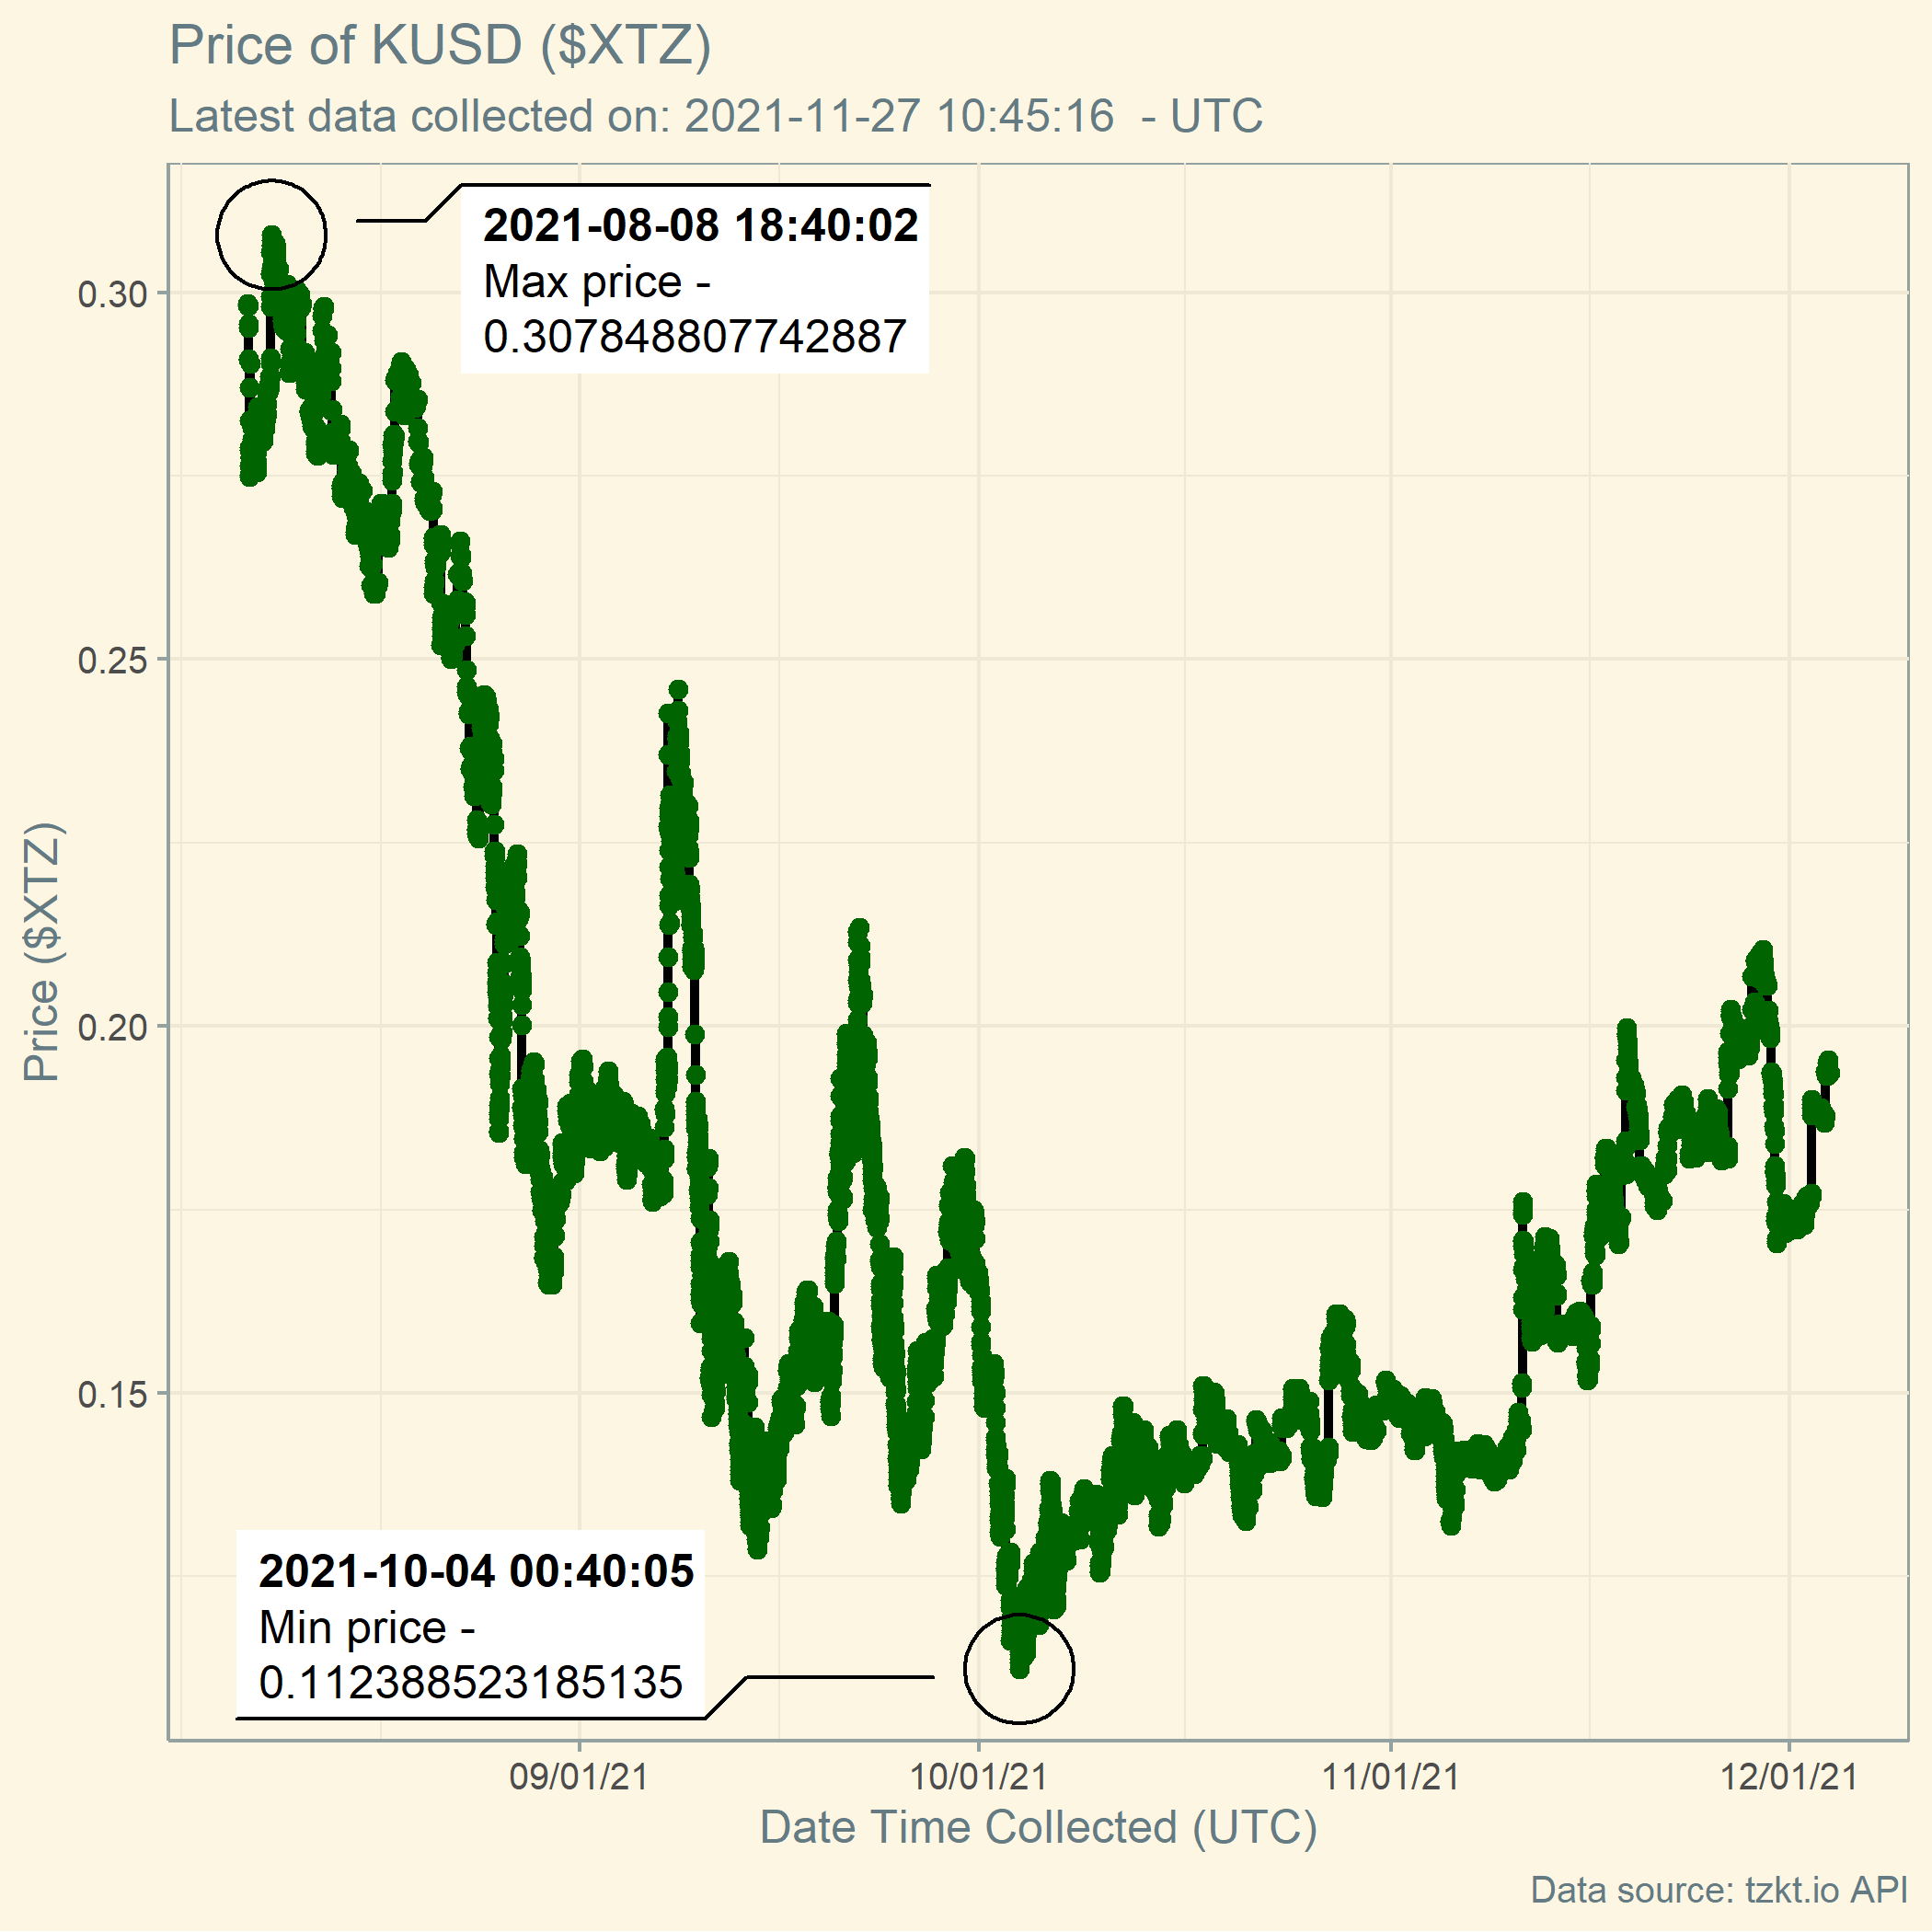 Price of KUSD ($XTZ)
Latest data collected on: 2021-11-27 10:45:16  - UTC
2021-08-08 18:40:02
Max price -
0.307848807742887
0.30
0.25
0.20
0.15
Price ($XTZ)
2021-10-04 00:40:05
Min price -
0.112388523185135
09/01/21
10/01/21
11/01/21
12/01/21
Date Time Collected (UTC)
Data source: tzkt.io API